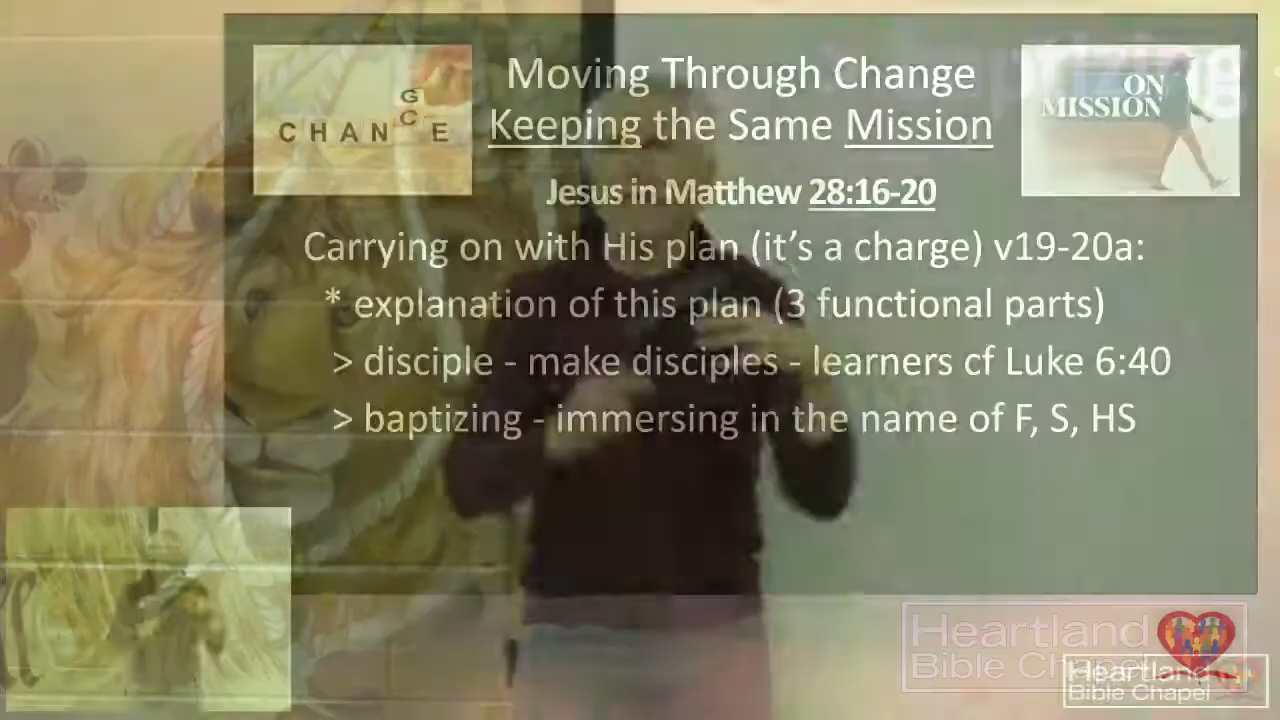 CHANGCE
ON
MISSION
Moving Through Change
Keeping the Same Mission
Jesus in Matthew 28:16-20
Carrying on with His plan (it’s a charge) v19-20a:
* explanation of this plan (3 functional parts)
> disciple - make disciples - learners cf Luke 6:40
> baptizing - immersing in the name of F, S, HS
Heartland
Bible Chapel
Heartland
Bible Chapel